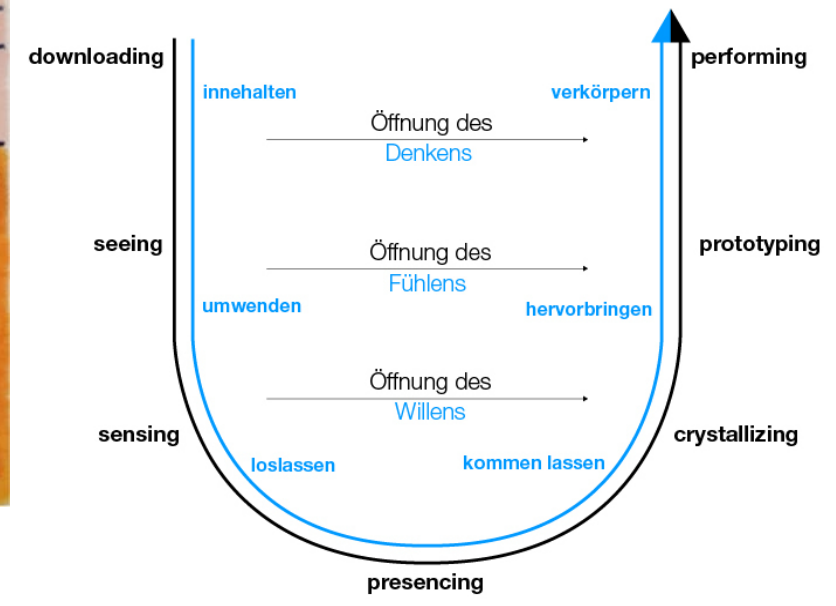 downloading
performing
innehalten
verkörpern
Öffnung des
Denkens
seeing
prototyping
Öffnung des
Fühlens
umwenden
hervorbringen
Öffnung des
Willens
sensing
crystallizing
loslassen
kommen lassen
presencing